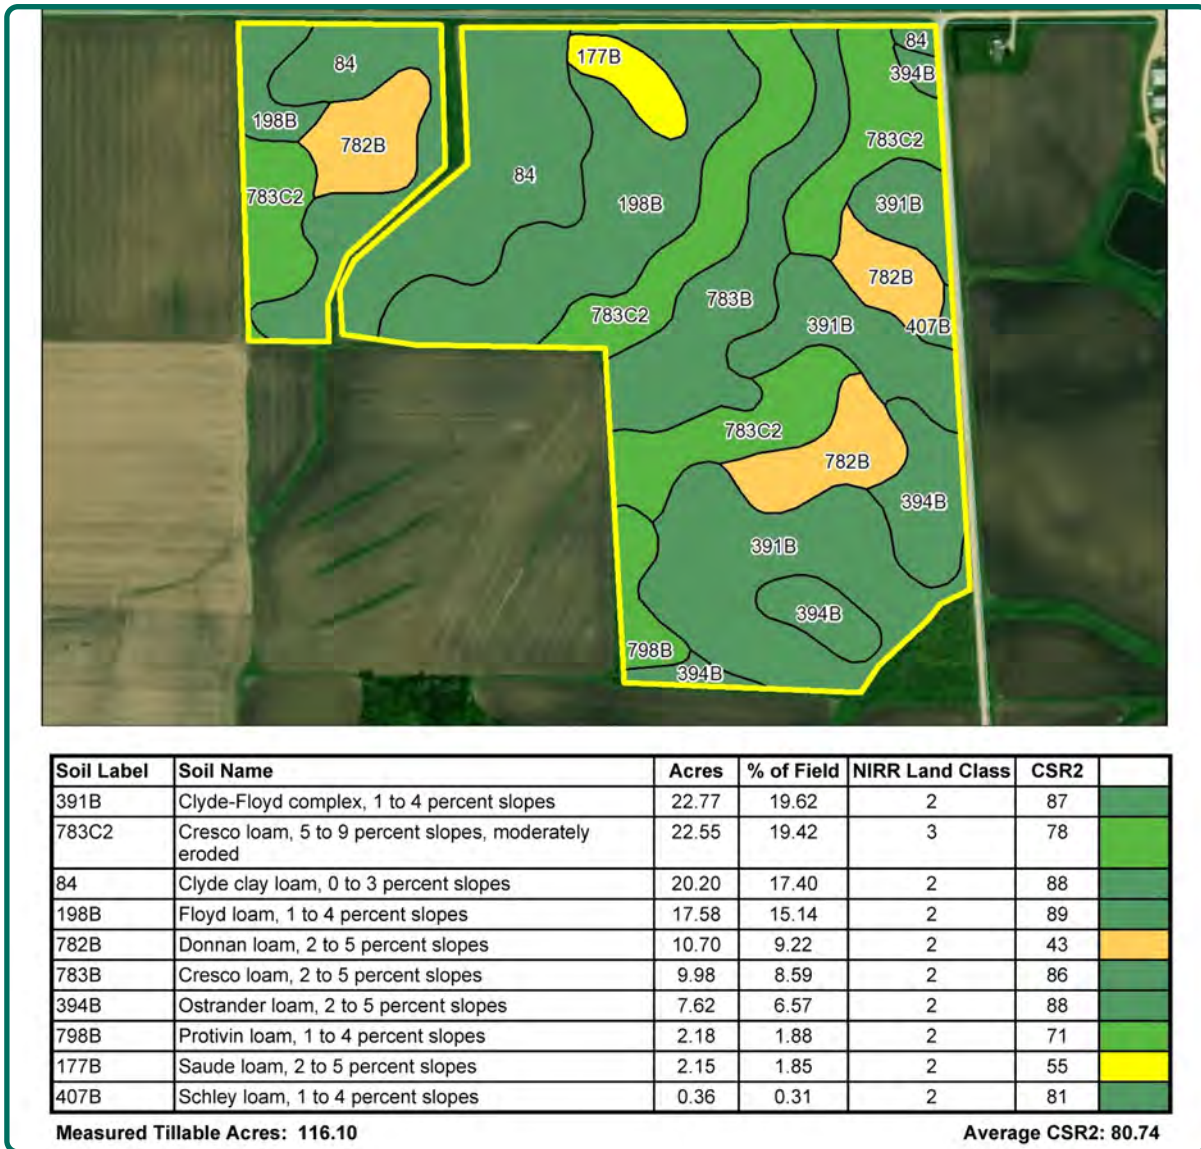 84
177B
84
394B
198B
782B
783C2
783C2
84
198B
391B
782B
783C2
783B
391B
407B
783C2
782B
394B
391B
394B
798B
394B
Soil Label Soil Name Acres % of Field NIRR Land Class CSR2
391B Clyde-Floyd complex, 1 to 4 percent slopes 22.77 19.62 2 87
783C2 Cresco loam, 5 to 9 percent slopes, moderately 22.55 19.42 3 78
eroded
84 Clyde clay loam, 0 to 3 percent slopes 20.20 17.40 2 88
198B Floyd loam, 1 to 4 percent slopes 17.58 15.14 2 89
782B Donnan loam, 2 to 5 percent slopes 10.70 9.22 2 43
783B Cresco loam, 2 to 5 percent slopes 9.98 8.59 2 86
394B Ostrander loam, 2 to 5 percent slopes 7.62 6.57 2 88
798B Protivin loam, 1 to 4 percent slopes 2.18 1.88 2 71
177B Saude loam, 2 to 5 percent slopes 2.15 1.85 2 55
407B Schley loam, 1 to 4 percent slopes 0.36 0.31 2 81
Measured Tillable Acres: 116.10 Average CSR2: 80.74